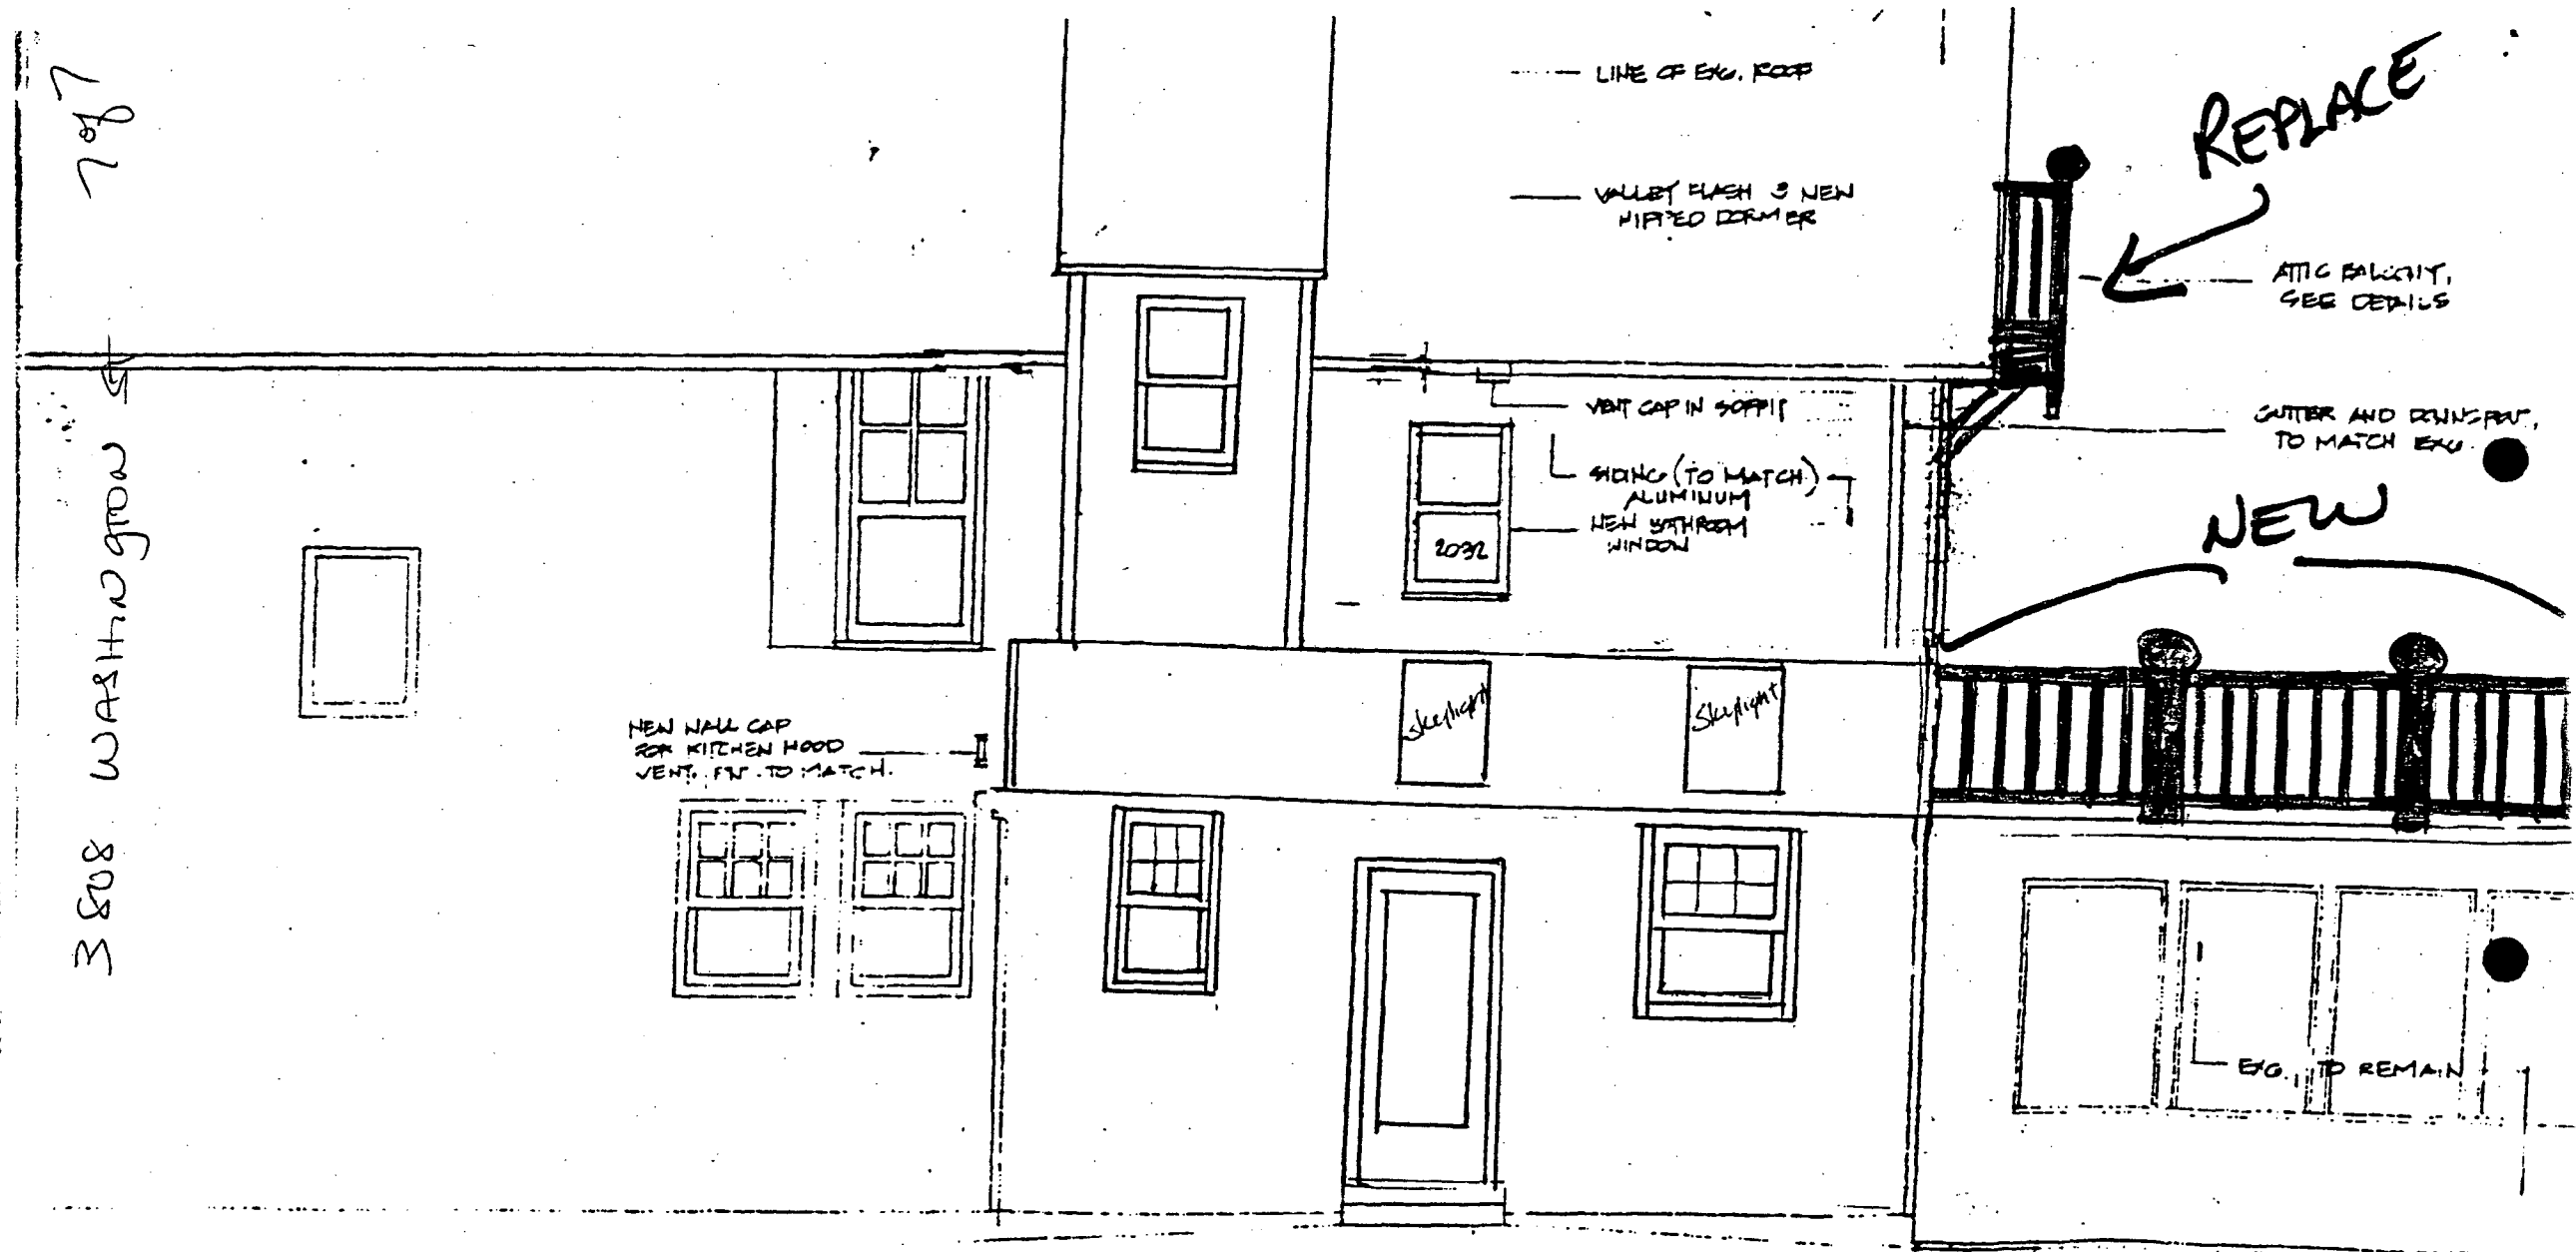 7 of 7
3808 WASHINGTON ST
LINE OF EXG. ROOF
VALLEY FLASH @ NEW
HIPPED DORMER
REPLACE
ATTIC BALCONY,
SEE DETAILS
VENT CAP IN SOFFIT
GUTTER AND DOWNSPOUT,
TO MATCH EXG.
SIDING (TO MATCH)
ALUMINUM
NEW BATHROOM
WINDOW
2032
NEW
Skylight
Skylight
NEW WALL CAP
FOR KITCHEN HOOD
VENT. TO MATCH.
EXG., TO REMAIN